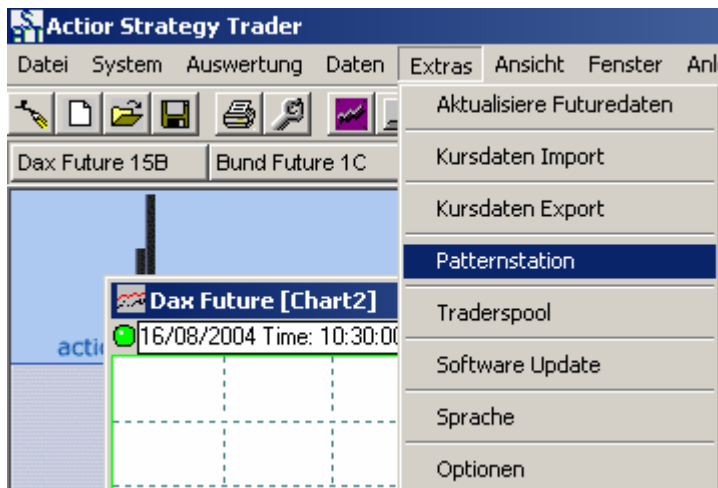 Actior Strategy Trader
Datei System Auswertung Daten Extras Ansicht Fenster Anl
Dax Future 15B Bund Future 1C
Aktualisiere Futuredaten
Kursdaten Import
Kursdaten Export
Patternstation
Traderspool
Software Update
Sprache
Optionen
Dax Future [Chart2]
16/08/2004 Time: 10:30:00
actio